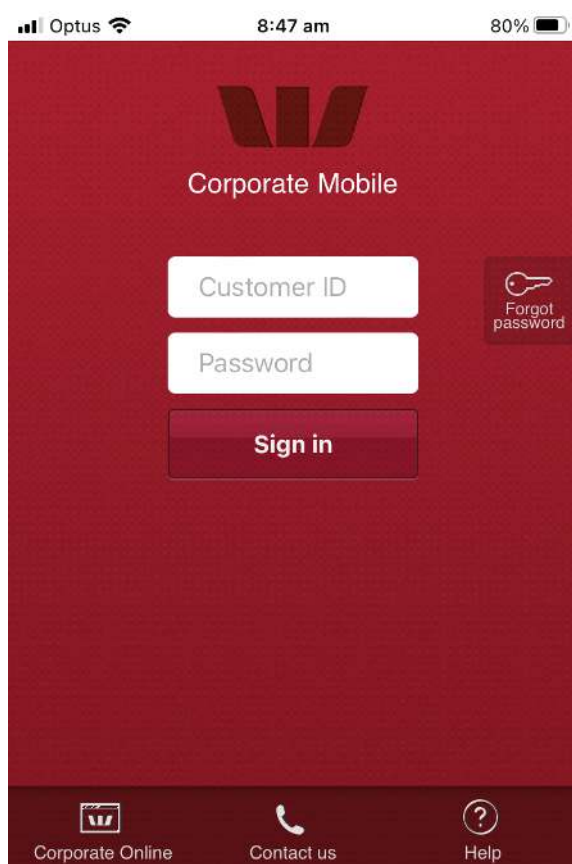 Optus 8:47 am 80%
Corporate Mobile
Customer ID
Forgot
password
Password
Sign in
Corporate Online Contact us Help